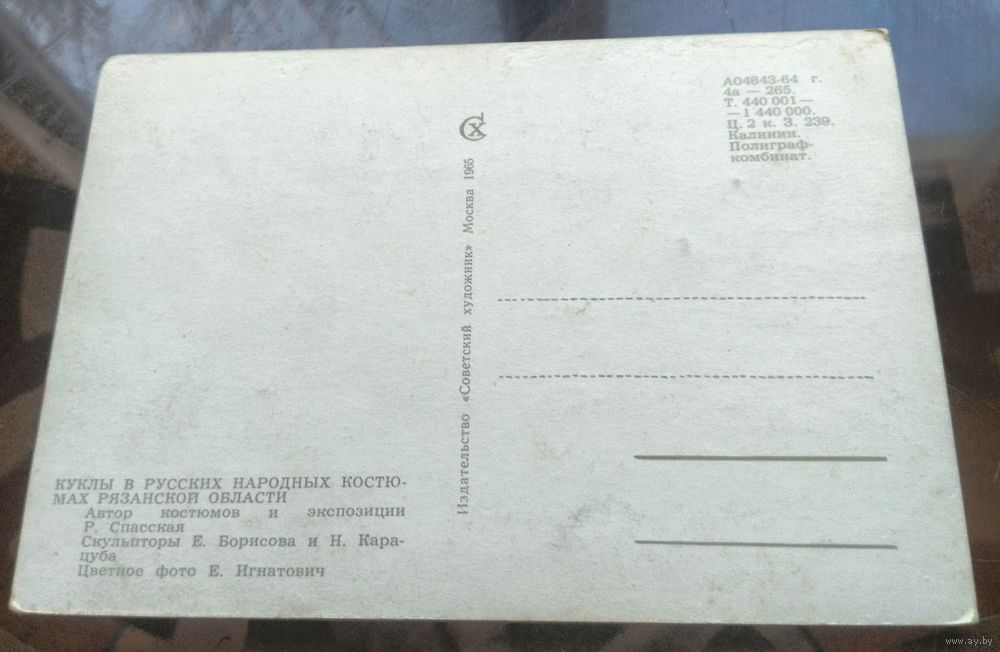 А04843-64 г.
4а — 265.
Т. 440 001 —
— 1 440 000.
Ц. 2 к. З. 239.
Калинин.
Полиграф-
комбинат.
СХ
Издательство «Советский художник» Москва 1965
КУКЛЫ В РУССКИХ НАРОДНЫХ КОСТЮ-
МАХ РЯЗАНСКОЙ ОБЛАСТИ
Автор костюмов и экспозиции
Р. Спасская
Скульпторы Е. Борисова и Н. Кара-
цуба
Цветное фото Е. Игнатович
www.ay.by